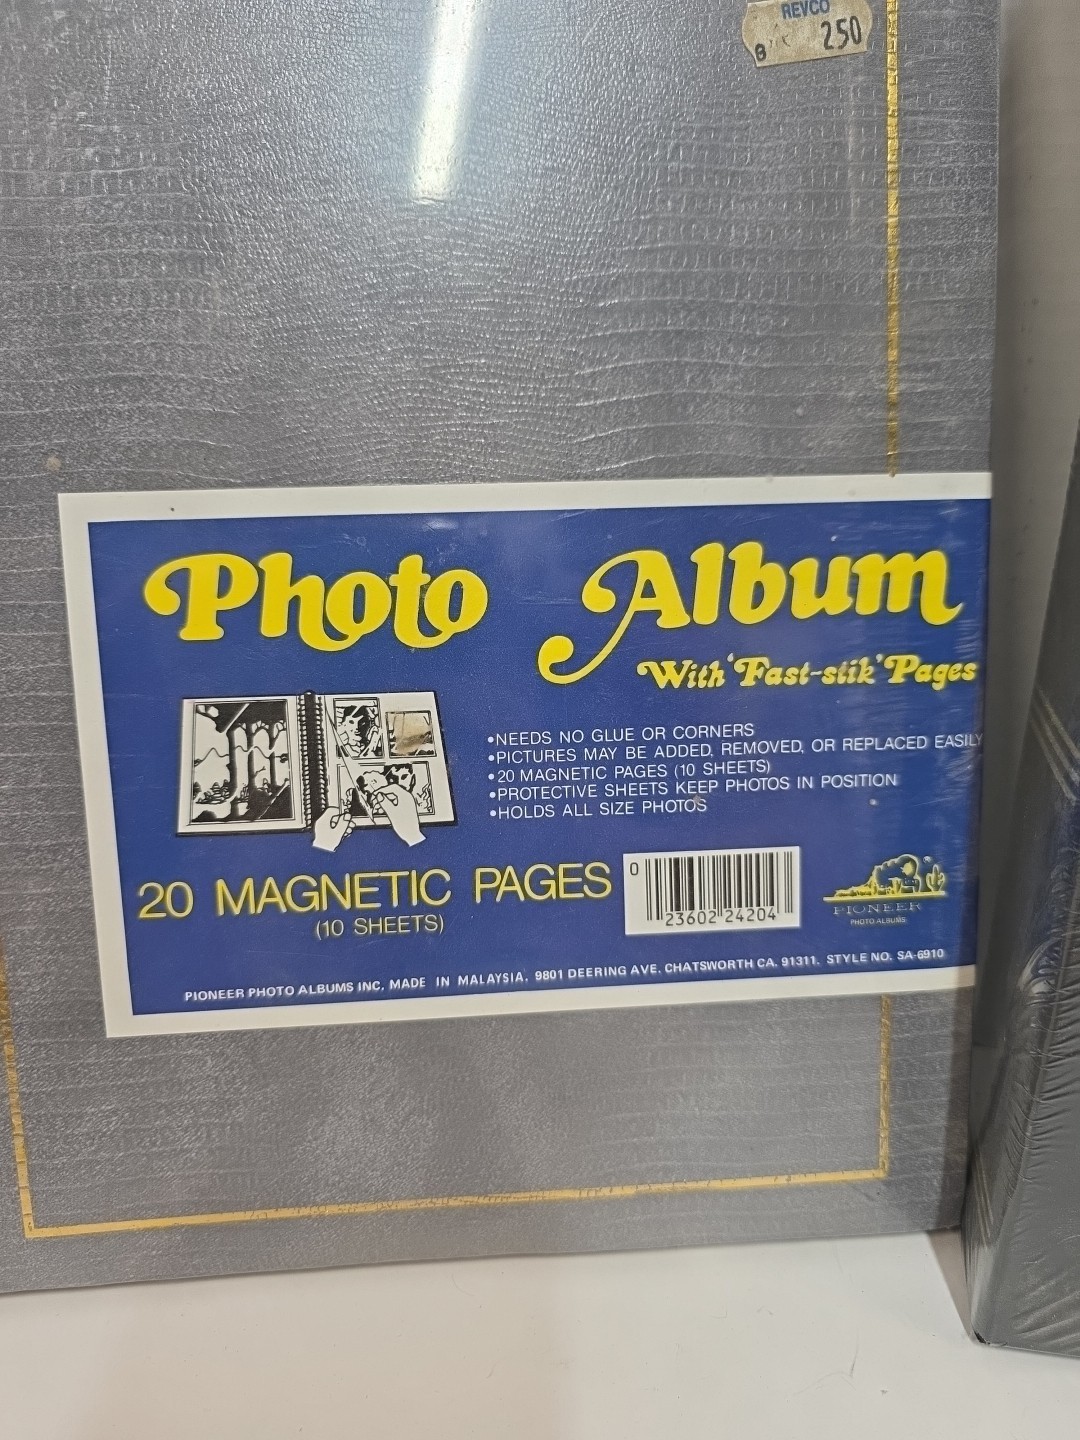 REVCO
250
Photo Album
With 'Fast-stik' Pages
•NEEDS NO GLUE OR CORNERS
•PICTURES MAY BE ADDED, REMOVED, OR REPLACED EASILY
•20 MAGNETIC PAGES (10 SHEETS)
•PROTECTIVE SHEETS KEEP PHOTOS IN POSITION
•HOLDS ALL SIZE PHOTOS
20 MAGNETIC PAGES
(10 SHEETS)
0 23602 24204
PIONEER
PHOTO ALBUMS
PIONEER PHOTO ALBUMS INC, MADE IN MALAYSIA. 9801 DEERING AVE. CHATSWORTH CA. 91311. STYLE NO. SA-6910